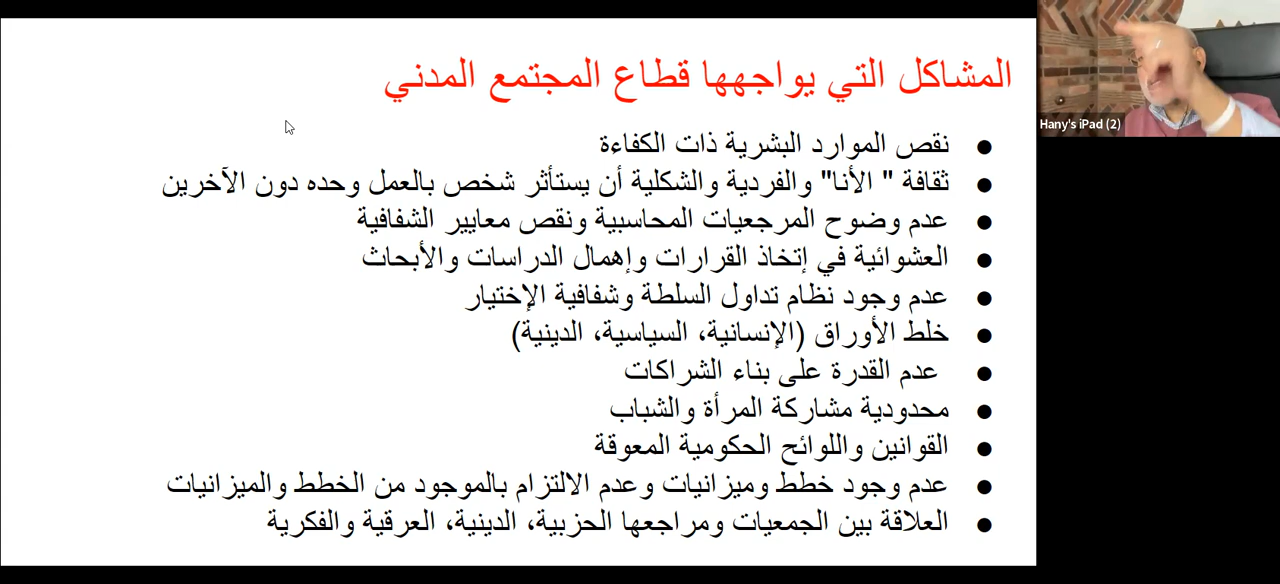 المشاكل التي يواجهها قطاع المجتمع المدني
● نقص الموارد البشرية ذات الكفاءة
● ثقافة " الأنا" والفردية والشكلية أن يستأثر شخص بالعمل وحده دون الآخرين
● عدم وضوح المرجعيات المحاسبية ونقص معايير الشفافية
● العشوائية في إتخاذ القرارات وإهمال الدراسات والأبحاث
● عدم وجود نظام تداول السلطة وشفافية الإختيار
● خلط الأوراق (الإنسانية، السياسية، الدينية)
● عدم القدرة على بناء الشراكات
● محدودية مشاركة المرأة والشباب
● القوانين واللوائح الحكومية المعوقة
● عدم وجود خطط وميزانيات وعدم الالتزام بالموجود من الخطط والميزانيات
● العلاقة بين الجمعيات ومراجعها الحزبية، الدينية، العرقية والفكرية
Hany's iPad (2)